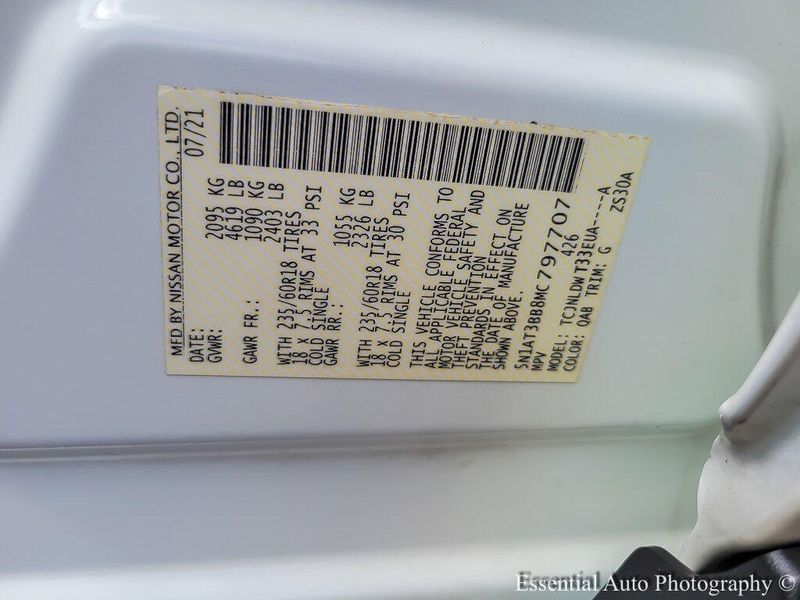 MFD BY NISSAN MOTOR CO., LTD.
DATE: 07/21
GVWR: 2095 KG
4619 LB
GAWR FR.: 1090 KG
2403 LB
WITH 235/60R18 TIRES
18 X 7.5 RIMS AT 33 PSI
COLD SINGLE
GAWR RR.: 1055 KG
2326 LB
WITH 235/60R18 TIRES
18 X 7.5 RIMS AT 30 PSI
COLD SINGLE
THIS VEHICLE CONFORMS TO
ALL APPLICABLE FEDERAL
MOTOR VEHICLE SAFETY AND
THEFT PREVENTION
STANDARDS IN EFFECT ON
THE DATE OF MANUFACTURE
SHOWN ABOVE.
5N1AT3BB8MC797707
MPV 426
MODEL: TCJNLDWT33EUA----A
COLOR: QAB TRIM: G ZS30A
Essential Auto Photography ©